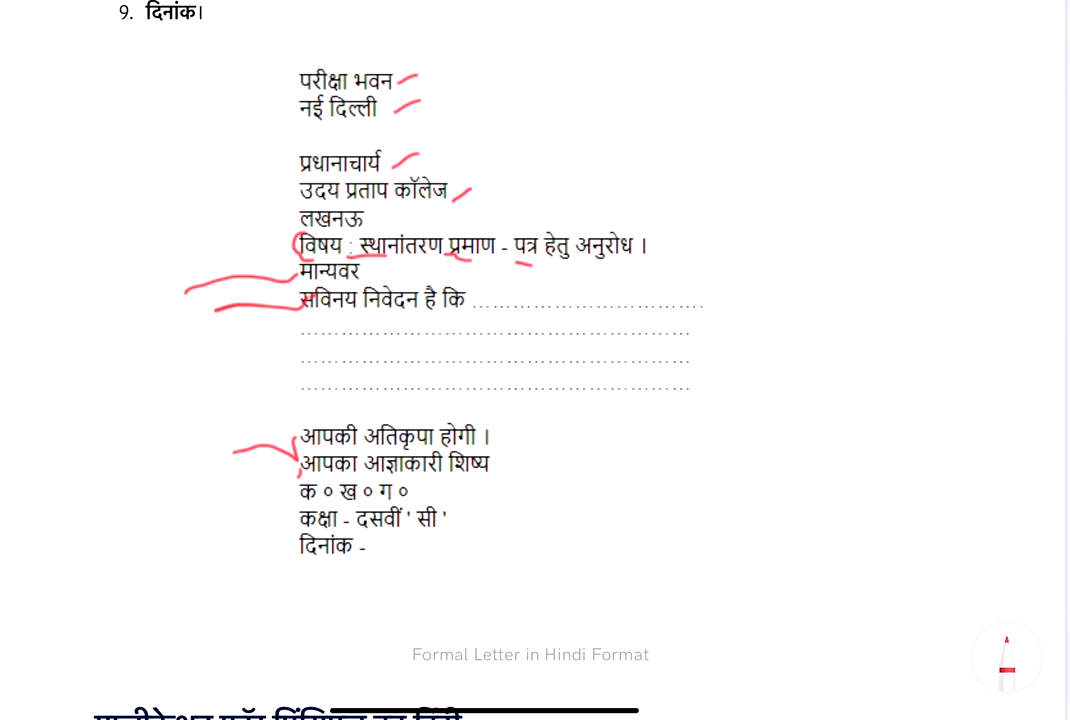 9. दिनांक।
परीक्षा भवन
नई दिल्ली
प्रधानाचार्य
उदय प्रताप कॉलेज
लखनऊ
विषय : स्थानांतरण प्रमाण - पत्र हेतु अनुरोध ।
मान्यवर
सविनय निवेदन है कि ..................................
..........................................................
..........................................................
..........................................................
आपकी अतिकृपा होगी ।
आपका आज्ञाकारी शिष्य
क ० ख ० ग ०
कक्षा - दसवीं ' सी '
दिनांक -
Formal Letter in Hindi Format